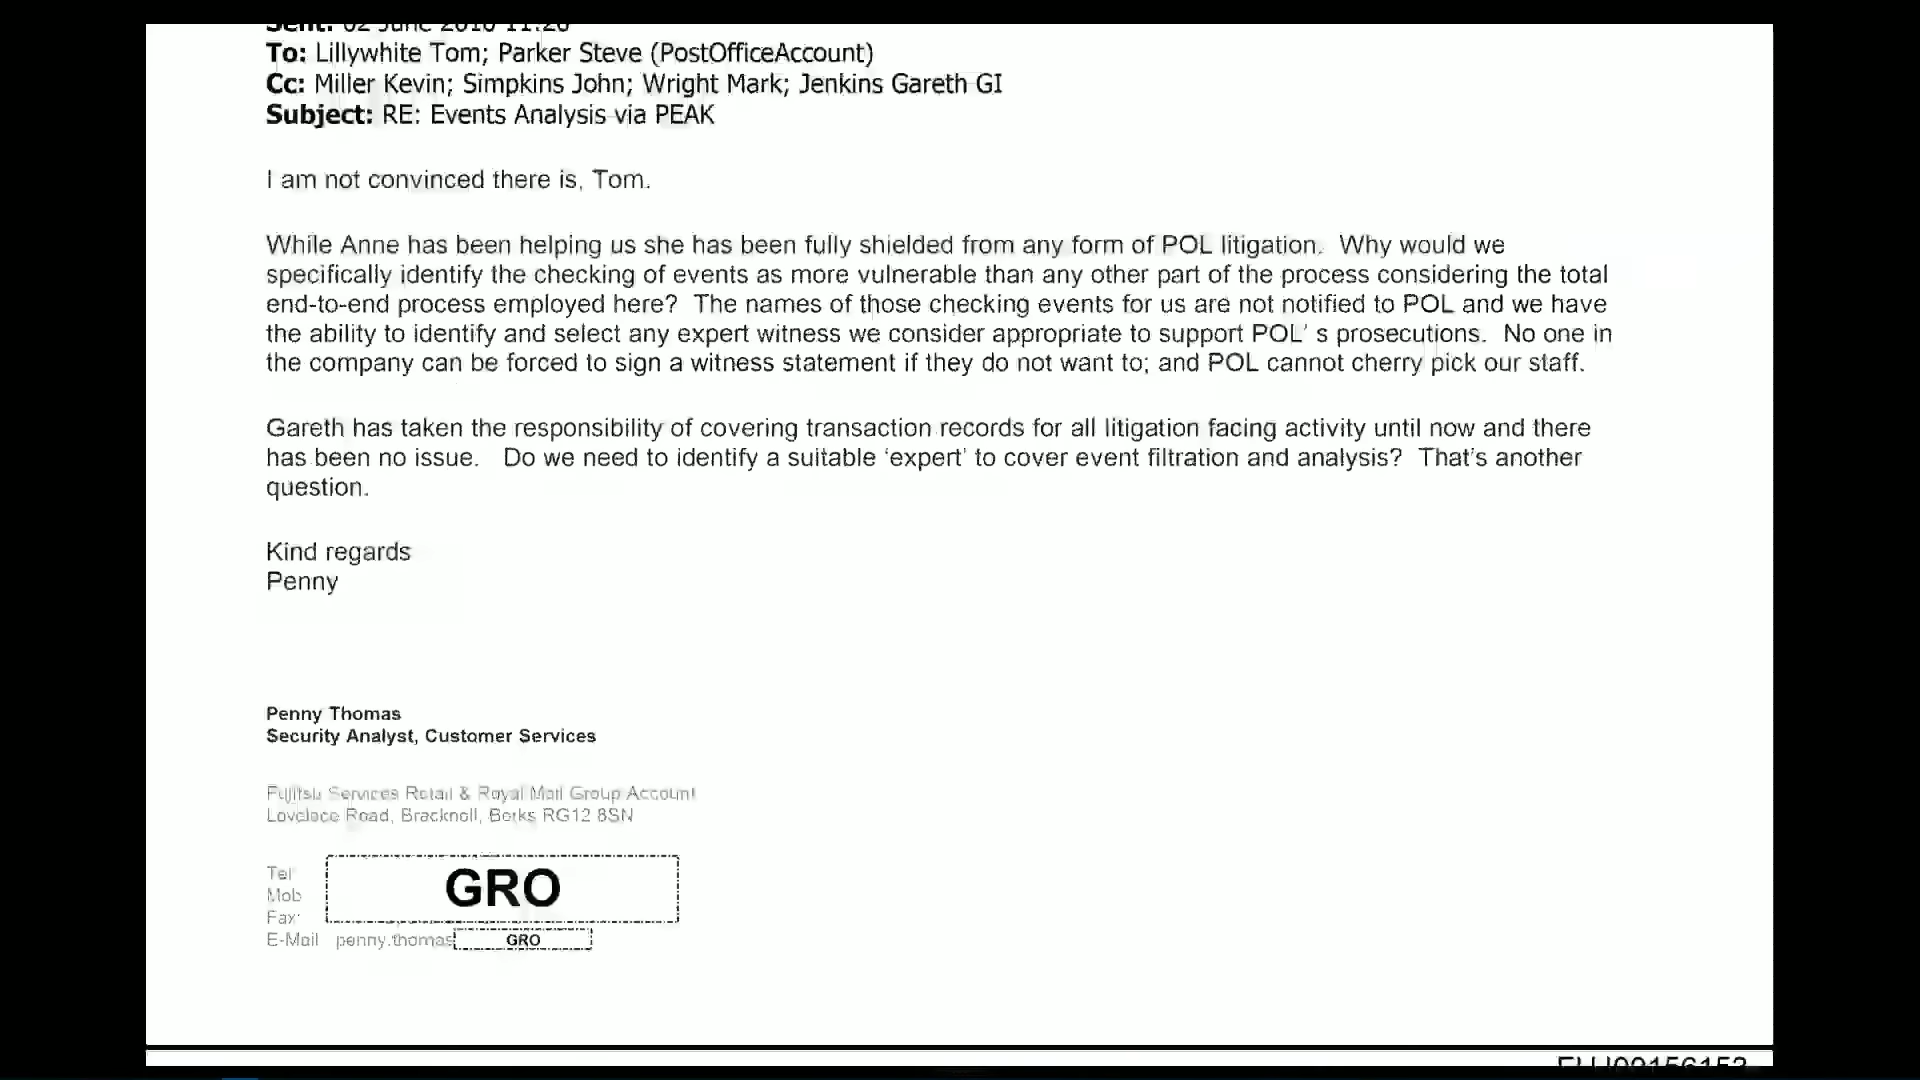 Sent: 02 June 2010 11:26
To: Lillywhite Tom; Parker Steve (PostOfficeAccount)
Cc: Miller Kevin; Simpkins John; Wright Mark; Jenkins Gareth GI
Subject: RE: Events Analysis via PEAK
I am not convinced there is, Tom.
While Anne has been helping us she has been fully shielded from any form of POL litigation. Why would we
specifically identify the checking of events as more vulnerable than any other part of the process considering the total
end-to-end process employed here? The names of those checking events for us are not notified to POL and we have
the ability to identify and select any expert witness we consider appropriate to support POL' s prosecutions. No one in
the company can be forced to sign a witness statement if they do not want to; and POL cannot cherry pick our staff.
Gareth has taken the responsibility of covering transaction records for all litigation facing activity until now and there
has been no issue. Do we need to identify a suitable 'expert' to cover event filtration and analysis? That's another
question.
Kind regards
Penny
Penny Thomas
Security Analyst, Customer Services
Fujitsu Services Retail & Royal Mail Group Account
Lovelace Road, Bracknell, Berks RG12 8SN
Tel
GRO
Mob
Fax:
E-Mail penny.thomas GRO